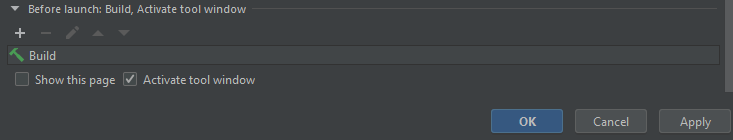 Before launch: Build, Activate tool window
Build
Show this page Activate tool window
OK Cancel Apply